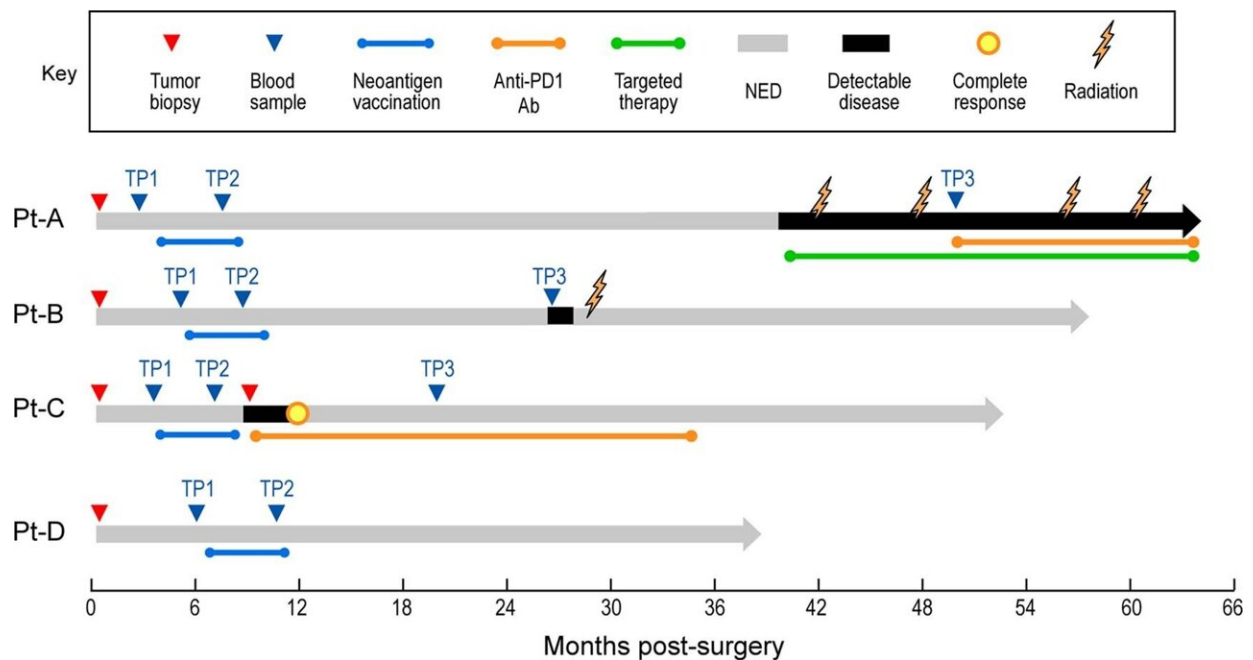 Key
Tumor
biopsy
Blood
sample
Neoantigen
vaccination
Anti-PD1
Ab
Targeted
therapy
NED
Detectable
disease
Complete
response
Radiation
TP1 TP2 TP3
Pt-A
TP1 TP2 TP3
Pt-B
TP1 TP2 TP3
Pt-C
TP1 TP2
Pt-D
0 6 12 18 24 30 36 42 48 54 60 66
Months post-surgery